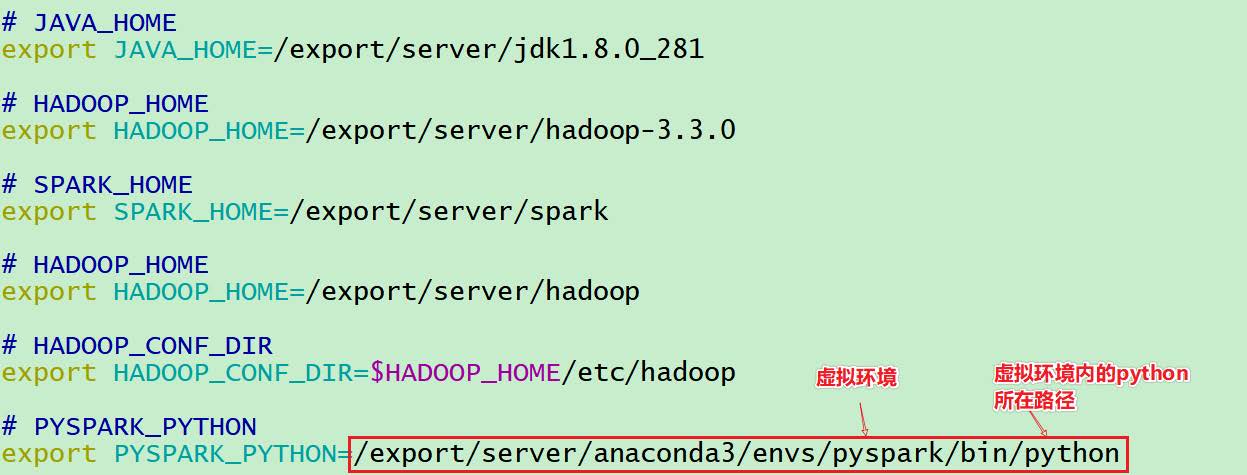 # JAVA_HOME
export JAVA_HOME=/export/server/jdk1.8.0_281
# HADOOP_HOME
export HADOOP_HOME=/export/server/hadoop-3.3.0
# SPARK_HOME
export SPARK_HOME=/export/server/spark
# HADOOP_HOME
export HADOOP_HOME=/export/server/hadoop
# HADOOP_CONF_DIR
export HADOOP_CONF_DIR=$HADOOP_HOME/etc/hadoop
虚拟环境
虚拟环境内的python
所在路径
# PYSPARK_PYTHON
export PYSPARK_PYTHON=/export/server/anaconda3/envs/pyspark/bin/python